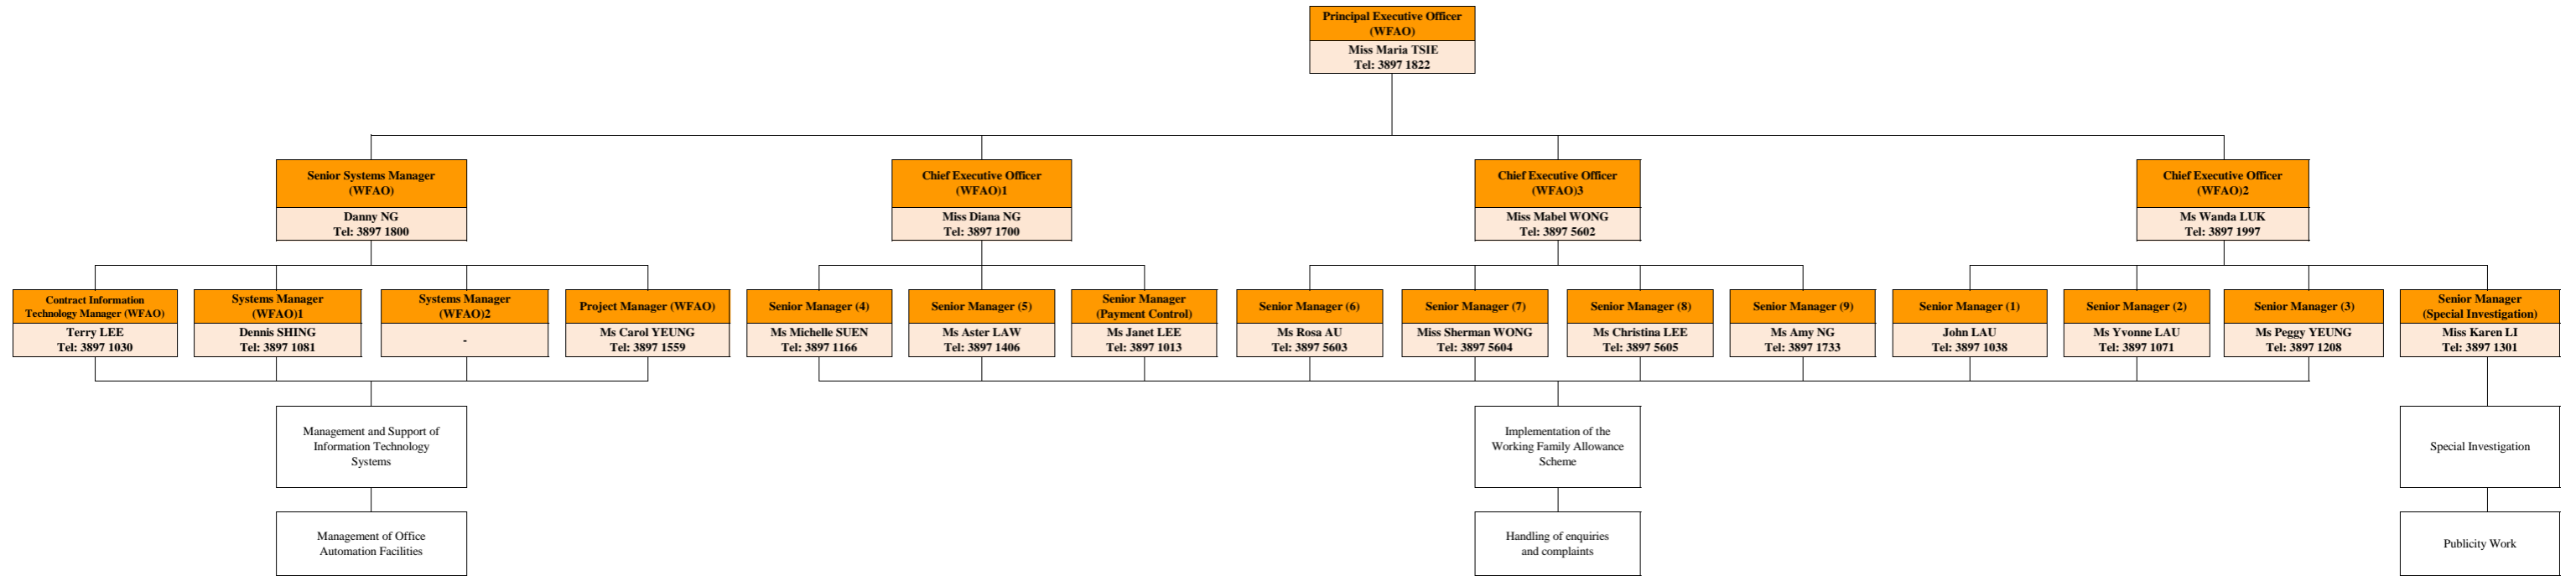 Principal Executive Officer
(WFAO)
Miss Maria TSIE
Tel: 3897 1822
Senior Systems Manager
(WFAO)
Danny NG
Tel: 3897 1800
Chief Executive Officer
(WFAO)1
Miss Diana NG
Tel: 3897 1700
Chief Executive Officer
(WFAO)3
Miss Mabel WONG
Tel: 3897 5602
Chief Executive Officer
(WFAO)2
Ms Wanda LUK
Tel: 3897 1997
Contract Information
Technology Manager (WFAO)
Terry LEE
Tel: 3897 1030
Systems Manager
(WFAO)1
Dennis SHING
Tel: 3897 1081
Systems Manager
(WFAO)2
-
Project Manager (WFAO)
Ms Carol YEUNG
Tel: 3897 1559
Senior Manager (4)
Ms Michelle SUEN
Tel: 3897 1166
Senior Manager (5)
Ms Aster LAW
Tel: 3897 1406
Senior Manager
(Payment Control)
Ms Janet LEE
Tel: 3897 1013
Senior Manager (6)
Ms Rosa AU
Tel: 3897 5603
Senior Manager (7)
Miss Sherman WONG
Tel: 3897 5604
Senior Manager (8)
Ms Christina LEE
Tel: 3897 5605
Senior Manager (9)
Ms Amy NG
Tel: 3897 1733
Senior Manager (1)
John LAU
Tel: 3897 1038
Senior Manager (2)
Ms Yvonne LAU
Tel: 3897 1071
Senior Manager (3)
Ms Peggy YEUNG
Tel: 3897 1208
Senior Manager
(Special Investigation)
Miss Karen LI
Tel: 3897 1301
Management and Support of
Information Technology
Systems
Implementation of the
Working Family Allowance
Scheme
Special Investigation
Management of Office
Automation Facilities
Handling of enquiries
and complaints
Publicity Work